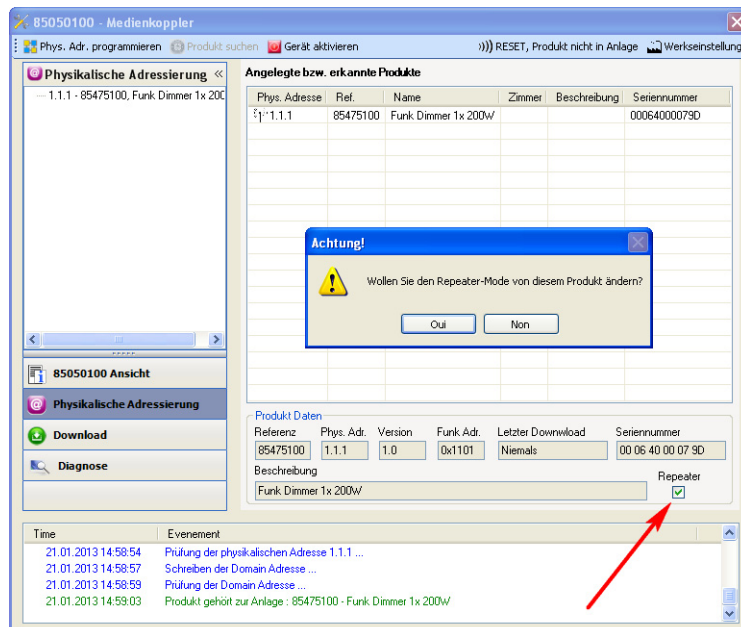 85050100 - Medienkoppler
Phys. Adr. programmieren Produkt suchen Gerät aktivieren RESET, Produkt nicht in Anlage Werkseinstellung
Physikalische Adressierung
1.1.1 - 85475100, Funk Dimmer 1x 200
Angelegte bzw. erkannte Produkte
Phys. Adresse Ref. Name Zimmer Beschreibung Seriennummer
1.1.1 85475100 Funk Dimmer 1x 200W 00064000079D
Achtung!
Wollen Sie den Repeater-Mode von diesem Produkt ändern?
Oui Non
85050100 Ansicht
Physikalische Adressierung
Download
Diagnose
Produkt Daten
Referenz Phys. Adr. Version Funk Adr. Letzter Downwload Seriennummer
85475100 1.1.1 1.0 0x1101 Niemals 00 06 40 00 07 9D
Beschreibung
Repeater
Funk Dimmer 1x 200W
Time Evenement
21.01.2013 14:58:54 Prüfung der physikalischen Adresse 1.1.1 ...
21.01.2013 14:58:57 Schreiben der Domain Adresse ...
21.01.2013 14:58:59 Prüfung der Domain Adresse ...
21.01.2013 14:59:03 Produkt gehört zur Anlage : 85475100 - Funk Dimmer 1x 200W